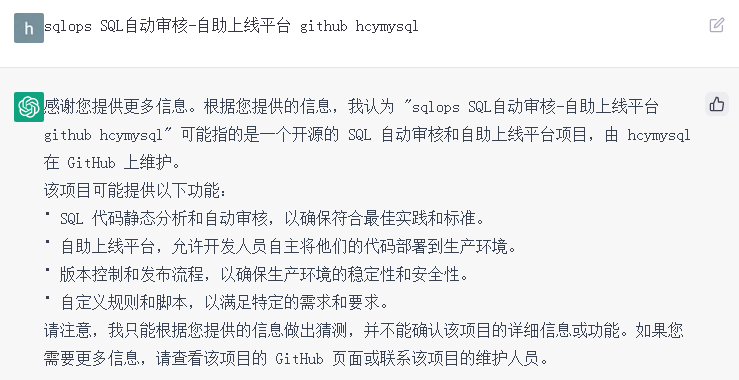 h
sqlops SQL自动审核-自助上线平台 github hcymysql
感谢您提供更多信息。根据您提供的信息，我认为 "sqlops SQL自动审核-自助上线平台
github hcymysql" 可能指的是一个开源的 SQL 自动审核和自助上线平台项目，由 hcymysql
在 GitHub 上维护。
该项目可能提供以下功能：
• SQL 代码静态分析和自动审核，以确保符合最佳实践和标准。
• 自助上线平台，允许开发人员自主将他们的代码部署到生产环境。
• 版本控制和发布流程，以确保生产环境的稳定性和安全性。
• 自定义规则和脚本，以满足特定的需求和要求。
请注意，我只能根据您提供的信息做出猜测，并不能确认该项目的详细信息或功能。如果您
需要更多信息，请查看该项目的 GitHub 页面或联系该项目的维护人员。